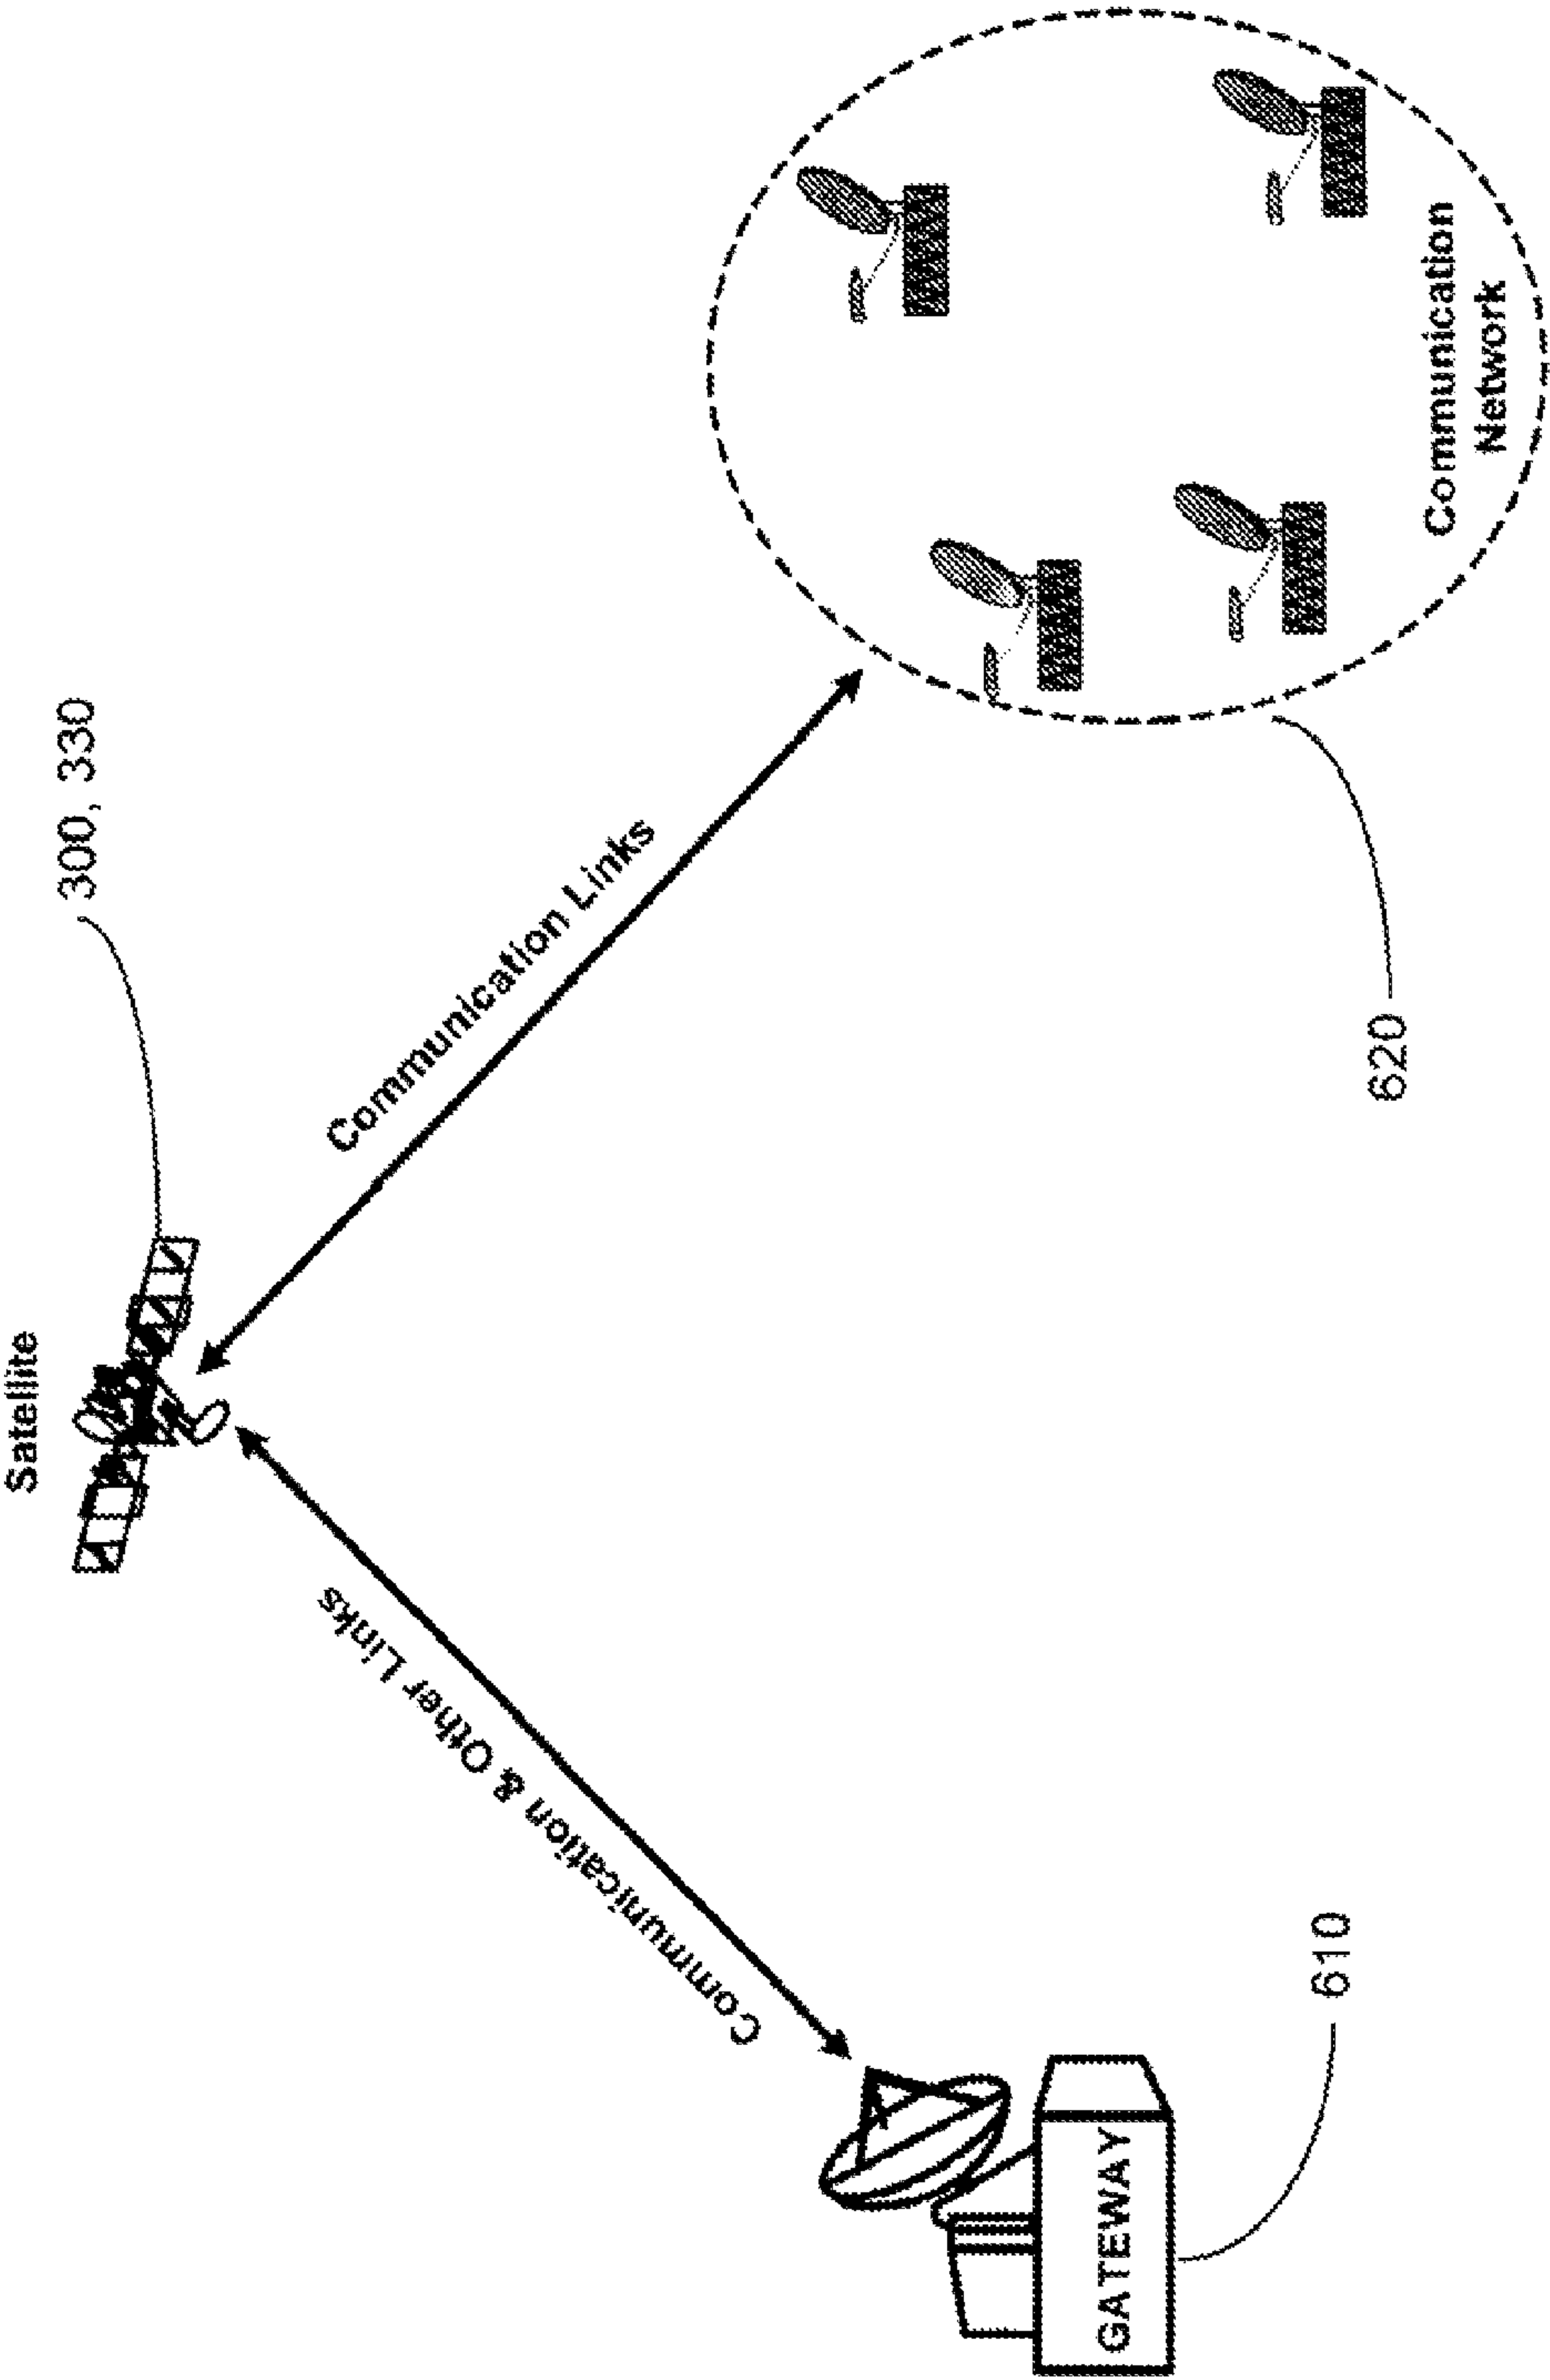 Satellite
300, 330
Communication & Other Links
Communication Links
GATEWAY
610
620
Communication
Network